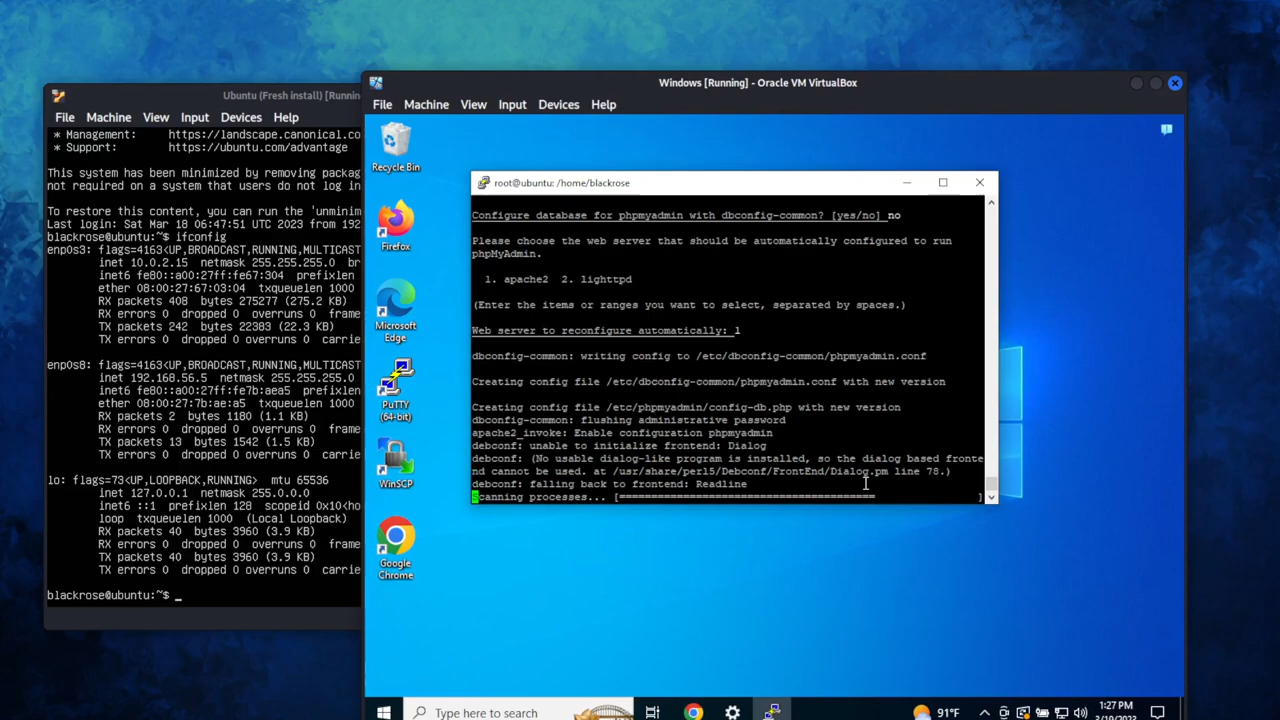 Ubuntu (Fresh install) [Runnin
File Machine View Input Devices Help
* Management: https://landscape.canonical.co
* Support: https://ubuntu.com/advantage
This system has been minimized by removing packag
not required on a system that users do not log in
To restore this content, you can run the 'unminim
Last login: Sat Mar 18 06:47:51 UTC 2023 from 192
blackrose@ubuntu:~$ ifconfig
enp0s3: flags=4163<UP,BROADCAST,RUNNING,MULTICAST
inet 10.0.2.15 netmask 255.255.255.0 br
inet6 fe80::a00:27ff:fe67:304 prefixlen
ether 08:00:27:67:03:04 txqueuelen 1000
RX packets 408 bytes 275277 (275.2 KB)
RX errors 0 dropped 0 overruns 0 fram
TX packets 242 bytes 22383 (22.3 KB)
TX errors 0 dropped 0 overruns 0 carri
enp0s8: flags=4163<UP,BROADCAST,RUNNING,MULTICAST
inet 192.168.56.5 netmask 255.255.255.0
inet6 fe80::a00:27ff:fe7b:aea5 prefixle
ether 08:00:27:7b:ae:a5 txqueuelen 1000
RX packets 2 bytes 1180 (1.1 KB)
RX errors 0 dropped 0 overruns 0 fram
TX packets 13 bytes 1542 (1.5 KB)
TX errors 0 dropped 0 overruns 0 carri
lo: flags=73<UP,LOOPBACK,RUNNING> mtu 65536
inet 127.0.0.1 netmask 255.0.0.0
inet6 ::1 prefixlen 128 scopeid 0x10<ho
loop txqueuelen 1000 (Local Loopback)
RX packets 40 bytes 3960 (3.9 KB)
RX errors 0 dropped 0 overruns 0 fram
TX packets 40 bytes 3960 (3.9 KB)
TX errors 0 dropped 0 overruns 0 carri
blackrose@ubuntu:~$ _
Windows [Running] - Oracle VM VirtualBox
File Machine View Input Devices Help
Recycle Bin
Firefox
Microsoft
Edge
PuTTY
(64-bit)
WinSCP
Google
Chrome
root@ubuntu: /home/blackrose
Configure database for phpmyadmin with dbconfig-common? [yes/no] no
Please choose the web server that should be automatically configured to run
phpMyAdmin.
1. apache2 2. lighttpd
(Enter the items or ranges you want to select, separated by spaces.)
Web server to reconfigure automatically: 1
dbconfig-common: writing config to /etc/dbconfig-common/phpmyadmin.conf
Creating config file /etc/dbconfig-common/phpmyadmin.conf with new version
Creating config file /etc/phpmyadmin/config-db.php with new version
dbconfig-common: flushing administrative password
apache2_invoke: Enable configuration phpmyadmin
debconf: unable to initialize frontend: Dialog
debconf: (No usable dialog-like program is installed, so the dialog based fronte
nd cannot be used. at /usr/share/perl5/Debconf/FrontEnd/Dialog.pm line 78.)
debconf: falling back to frontend: Readline
Scanning processes... [======================================== ]
Type here to search
91°F
1:27 PM